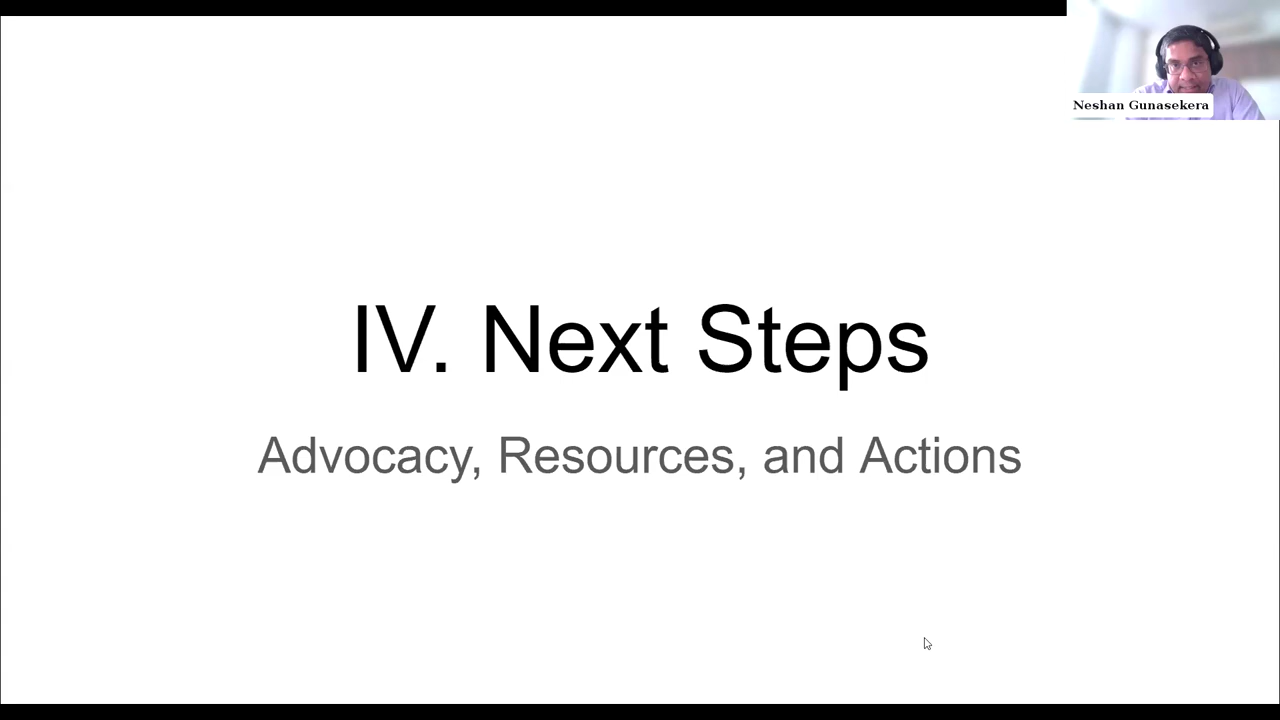 Neshan Gunasekera
IV. Next Steps
Advocacy, Resources, and Actions